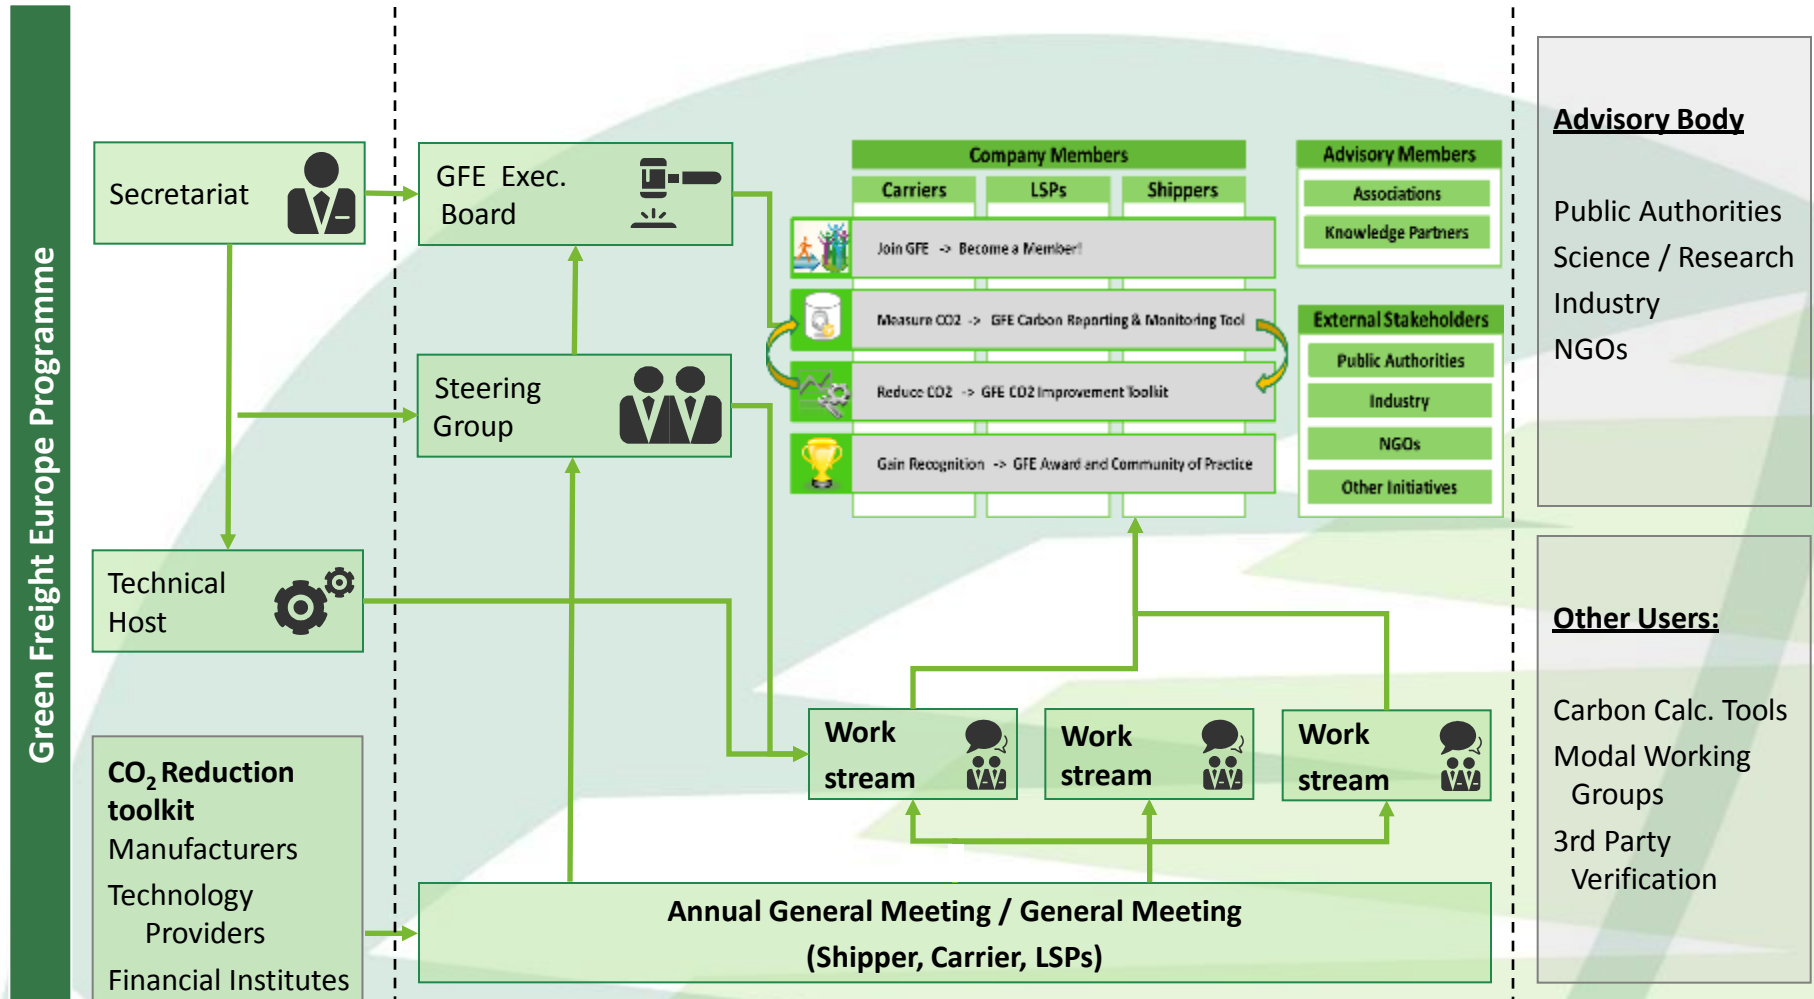 Green Freight Europe Programme
Secretariat
Technical
Host
CO2 Reduction
toolkit
Manufacturers
Technology
Providers
Financial Institutes
GFE Exec.
Board
Steering
Group
Company Members
Carriers
LSPs
Shippers
Join GFE -> Become a Member!
Measure CO2 -> GFE Carbon Reporting & Monitoring Tool
Reduce CO2 -> GFE CO2 Improvement Toolkit
Gain Recognition -> GFE Award and Community of Practice
Advisory Members
Associations
Knowledge Partners
External Stakeholders
Public Authorities
Industry
NGOs
Other Initiatives
Work
stream
Work
stream
Work
stream
Annual General Meeting / General Meeting
(Shipper, Carrier, LSPs)
Advisory Body
Public Authorities
Science / Research
Industry
NGOs
Other Users:
Carbon Calc. Tools
Modal Working
Groups
3rd Party
Verification